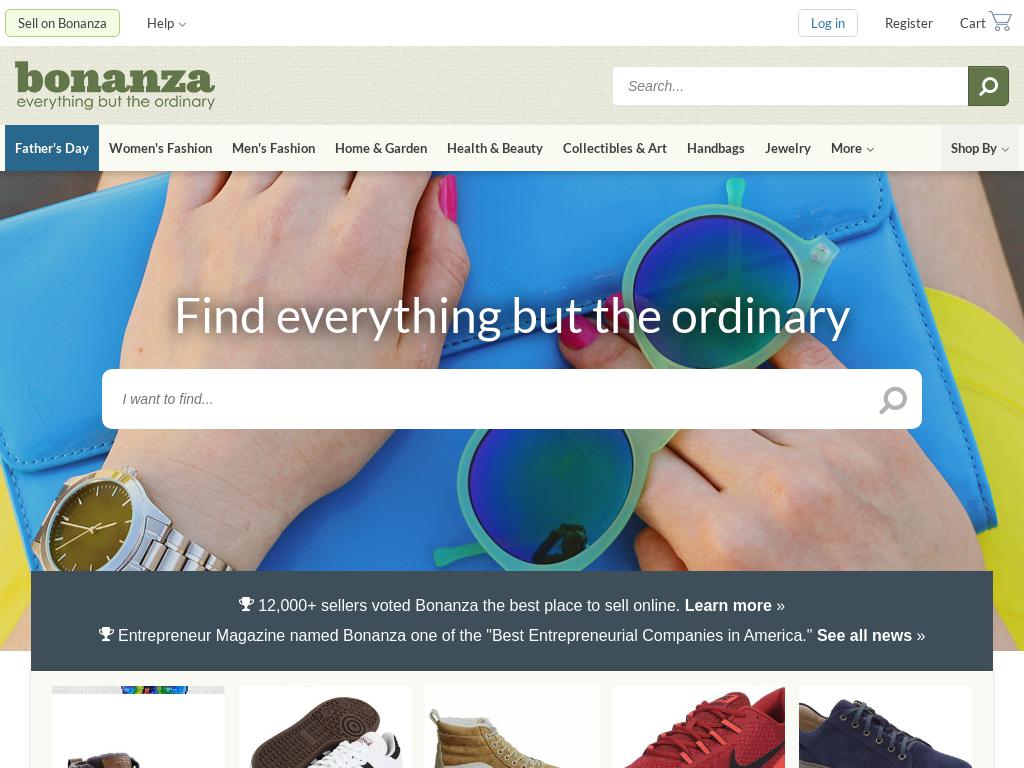 Sell on Bonanza
Help
Log in
Register
Cart
bonanza
everything but the ordinary
Search...
Father's Day
Women's Fashion
Men's Fashion
Home & Garden
Health & Beauty
Collectibles & Art
Handbags
Jewelry
More
Shop By
Find everything but the ordinary
I want to find...
12,000+ sellers voted Bonanza the best place to sell online. Learn more »
Entrepreneur Magazine named Bonanza one of the "Best Entrepreneurial Companies in America." See all news »